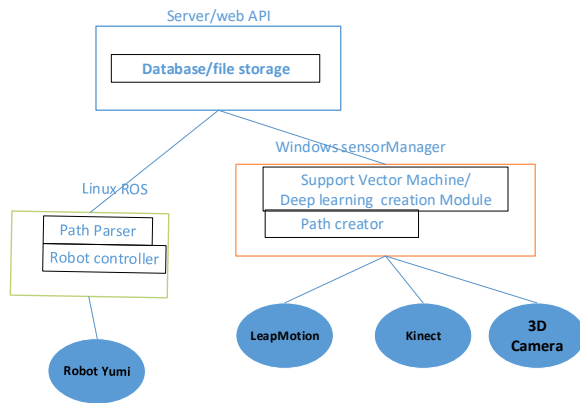 Server/web API
Database/file storage
Windows sensorManager
Support Vector Machine/
Deep learning creation Module
Path creator
Linux ROS
Path Parser
Robot controller
LeapMotion
Kinect
3D
Camera
Robot Yumi